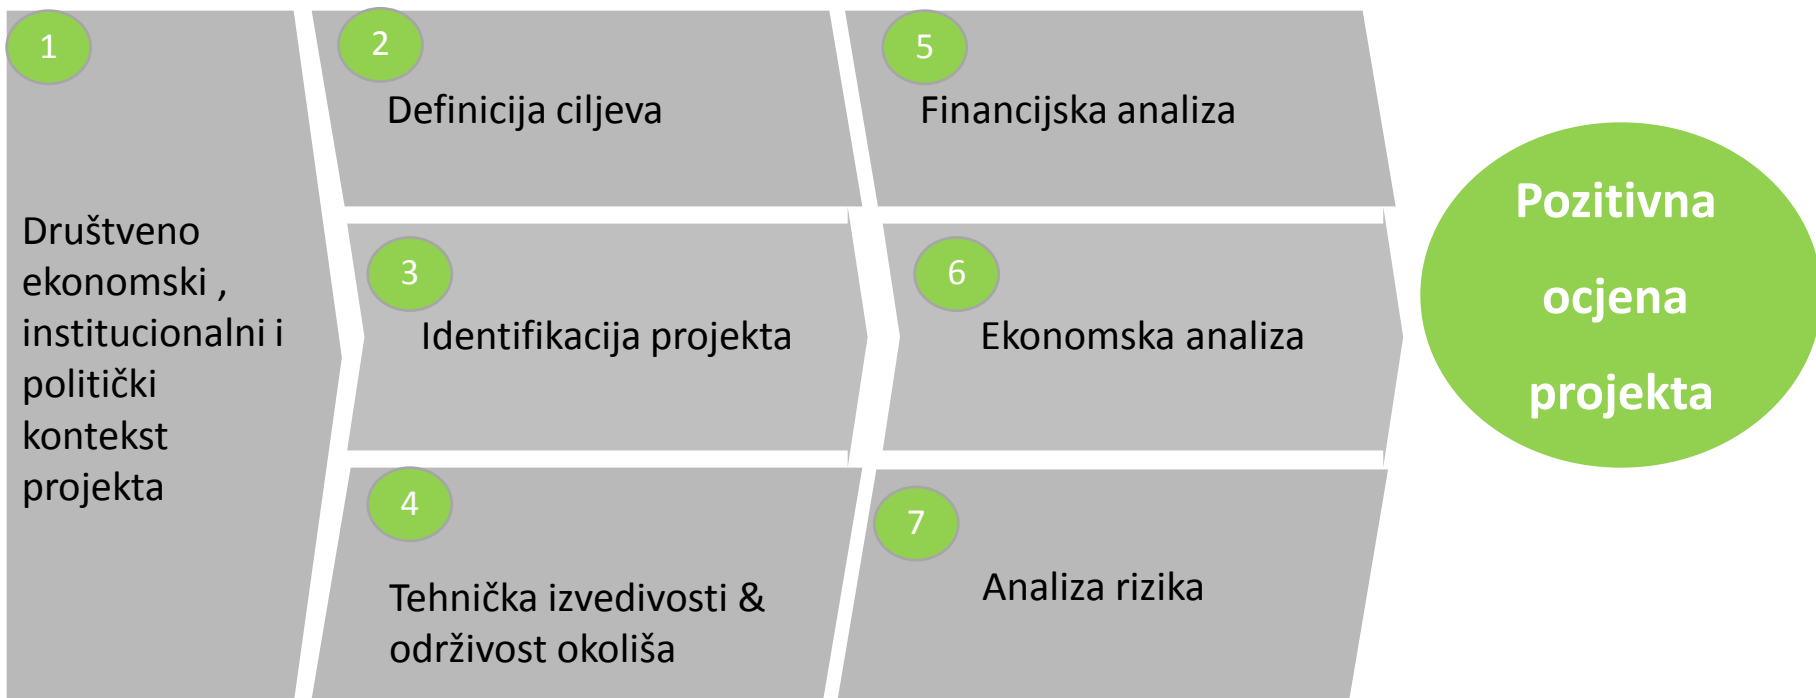 1
Društveno
ekonomski ,
institucionalni i
politički
kontekst
projekta
2
Definicija ciljeva
3
Identifikacija projekta
4
Tehnička izvedivosti &
održivost okoliša
5
Financijska analiza
6
Ekonomska analiza
7
Analiza rizika
Pozitivna
ocjena
projekta